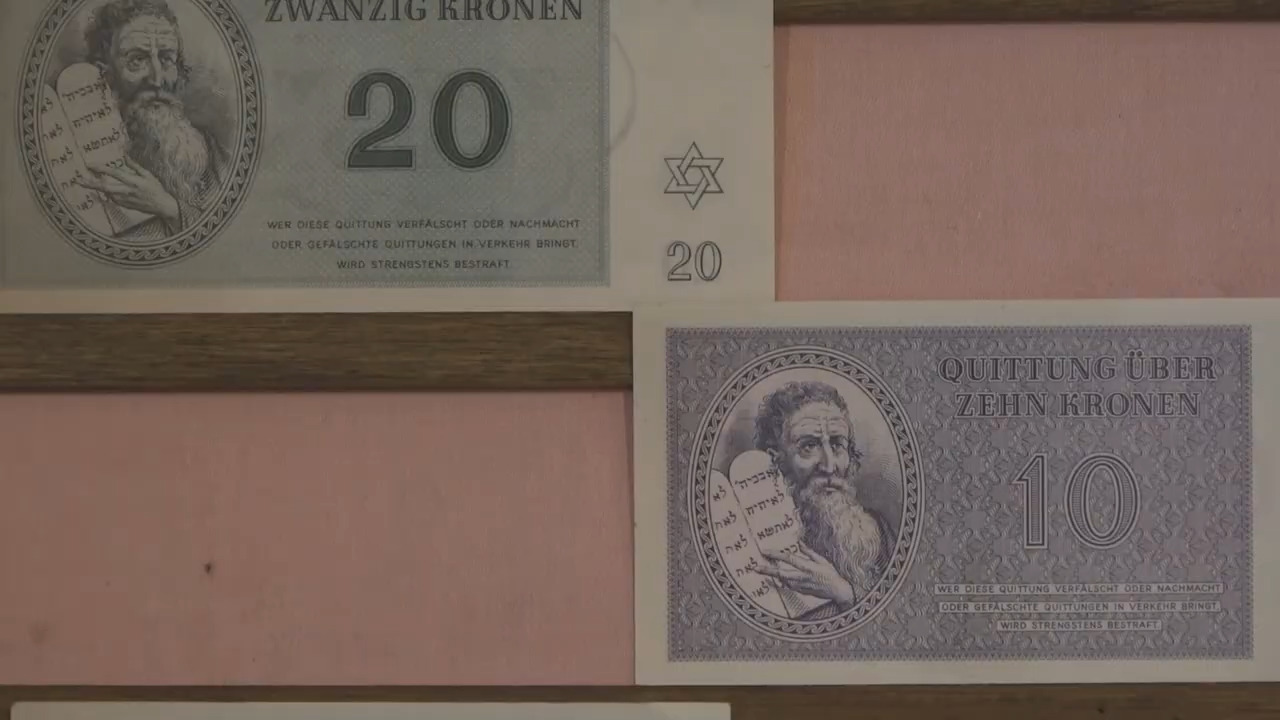 ZWANZIG KRONEN
20
WER DIESE QUITTUNG VERFÄLSCHT ODER NACHMACHT
ODER GEFÄLSCHTE QUITTUNGEN IN VERKEHR BRINGT,
WIRD STRENGSTENS BESTRAFT.
20
QUITTUNG ÜBER
ZEHN KRONEN
10
WER DIESE QUITTUNG VERFÄLSCHT ODER NACHMACHT
ODER GEFÄLSCHTE QUITTUNGEN IN VERKEHR BRINGT,
WIRD STRENGSTENS BESTRAFT.